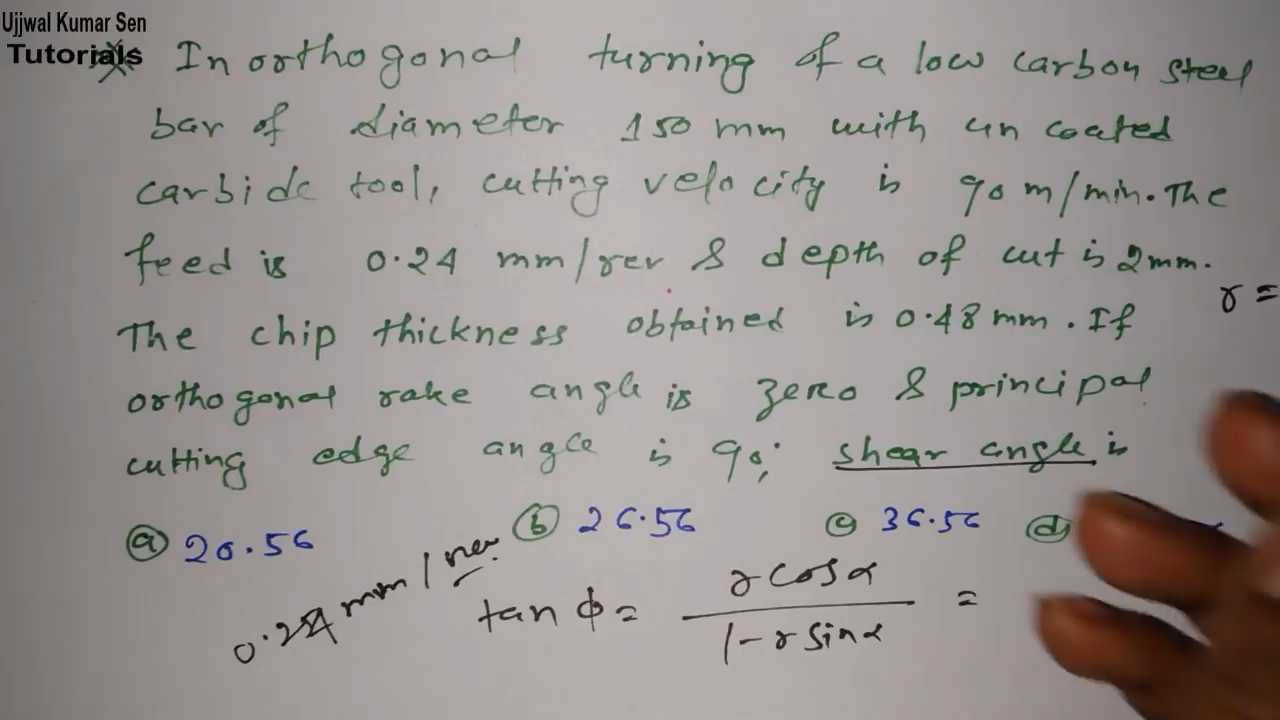 Ujjwal Kumar Sen
Tutorials
In orthogonal turning of a low carbon steel
bar of diameter 150 mm with un coated
carbide tool, cutting velocity is 90 m/min. The
feed is 0.24 mm/rev & depth of cut is 2mm.
The chip thickness obtained is 0.48 mm. If
orthogonal rake angle is zero & principal
cutting edge angle is 90°, shear angle is
(a) 20.56 (b) 26.56 (c) 36.56 (d)
0.24 mm/rev
tan φ = r cos α / 1 - r sin α =
r =